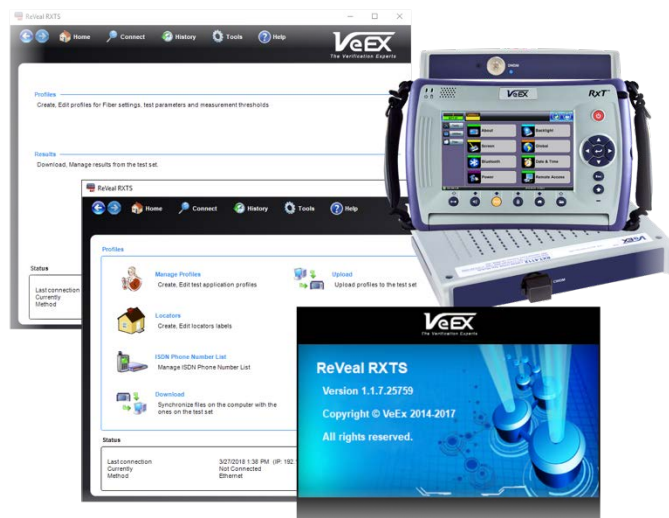 ReVeal RXTS
Home
Connect
History
Tools
Help
VeEX
The Verification Experts
Profiles
Create, Edit profiles for Fiber settings, test parameters and measurement thresholds
Results
Download, Manage results from the test set.
Status
Last connection
Currently
Method
ReVeal RXTS
Home
Connect
History
Tools
Help
Profiles
Manage Profiles
Create, Edit test application profiles
Upload
Upload profiles to the test set
Locators
Create, Edit locators labels
ISDN Phone Number List
Manage ISDN Phone Number List
Download
Synchronize files on the computer with the
ones on the test set
Status
Last connection 3/27/2018 1:36 PM (IP: 192.1
Currently Not Connected
Method Ethernet
VeEX RxT
About
Backlight
Screen
Global
Bluetooth
Date & Time
Power
Remote Access
VeEX
The Verification Experts
ReVeal RXTS
Version 1.1.7.25759
Copyright © VeEx 2014-2017
All rights reserved.